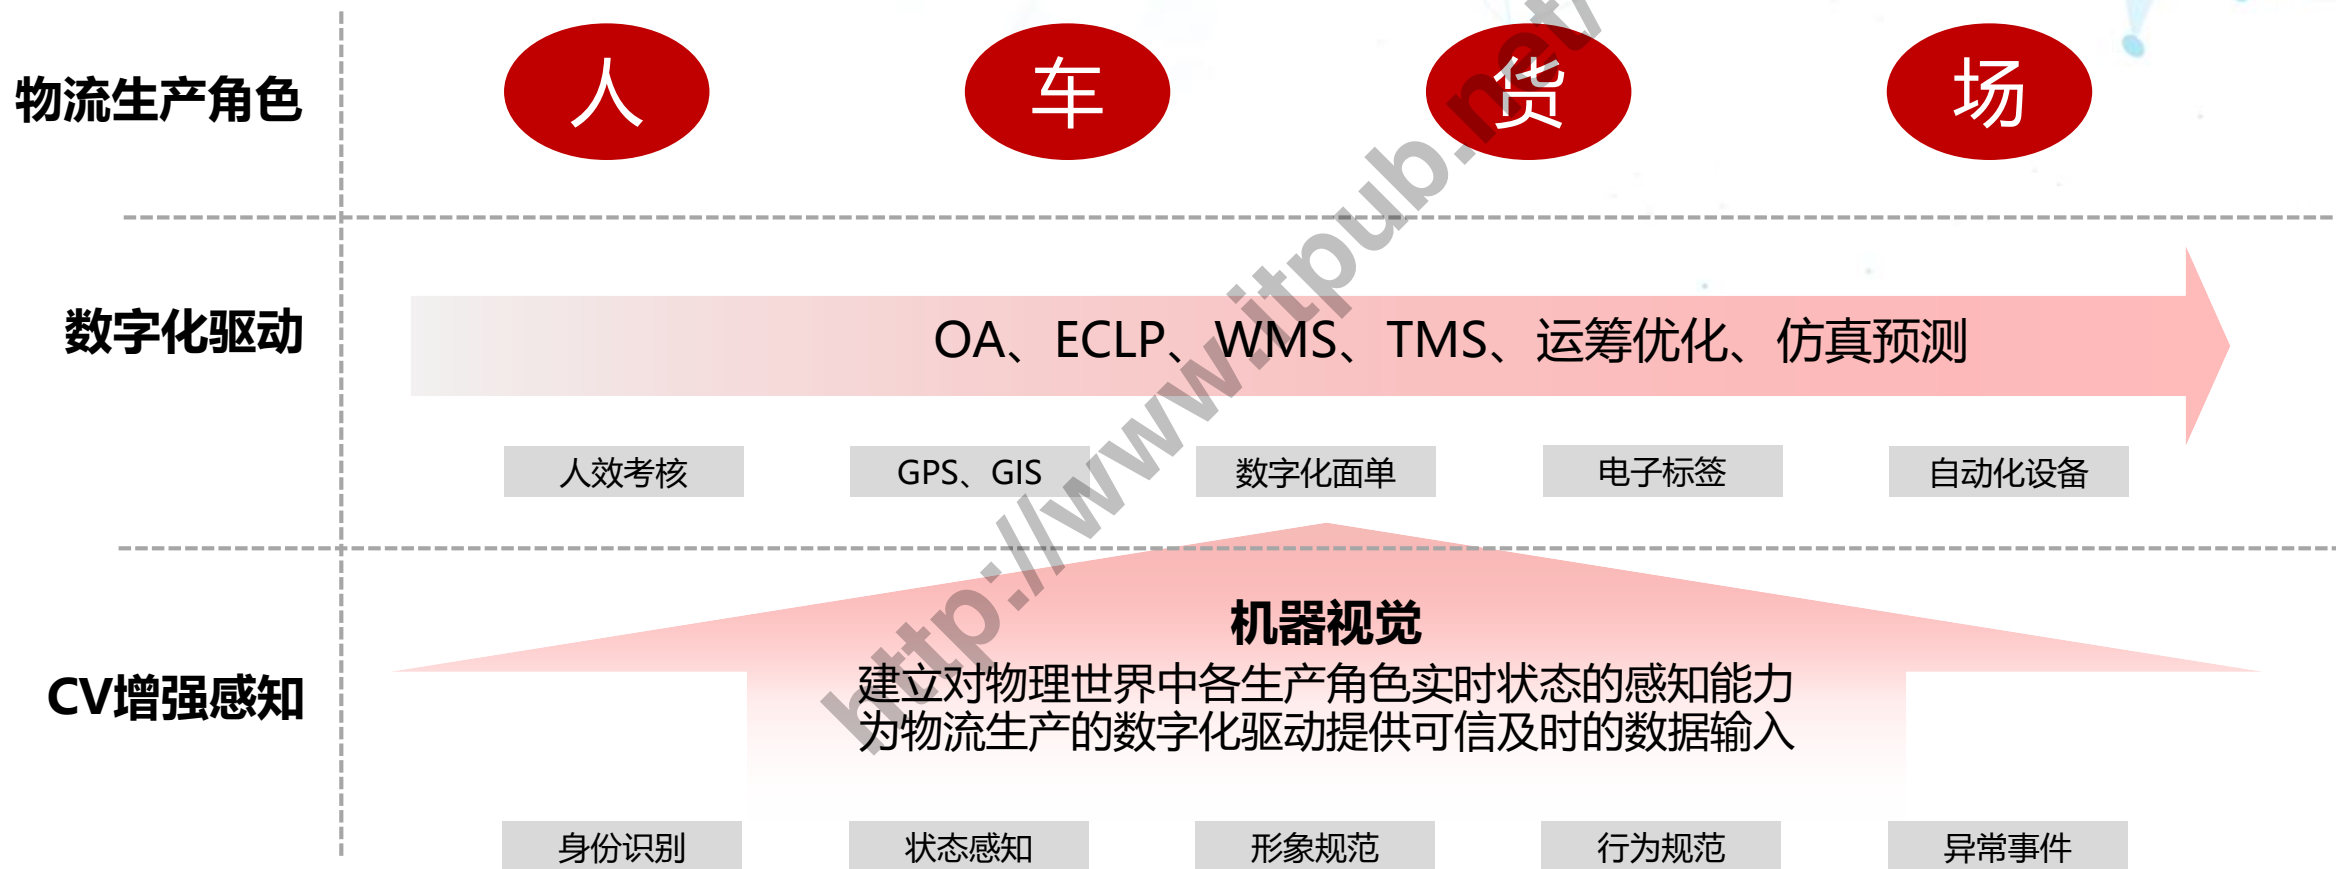 物流生产角色
人
车
货
场
数字化驱动
OA、ECLP、WMS、TMS、运筹优化、仿真预测
人效考核
GPS、GIS
数字化面单
电子标签
自动化设备
CV增强感知
机器视觉
建立对物理世界中各生产角色实时状态的感知能力
为物流生产的数字化驱动提供可信及时的数据输入
身份识别
状态感知
形象规范
行为规范
异常事件
http://www.itpub.net/